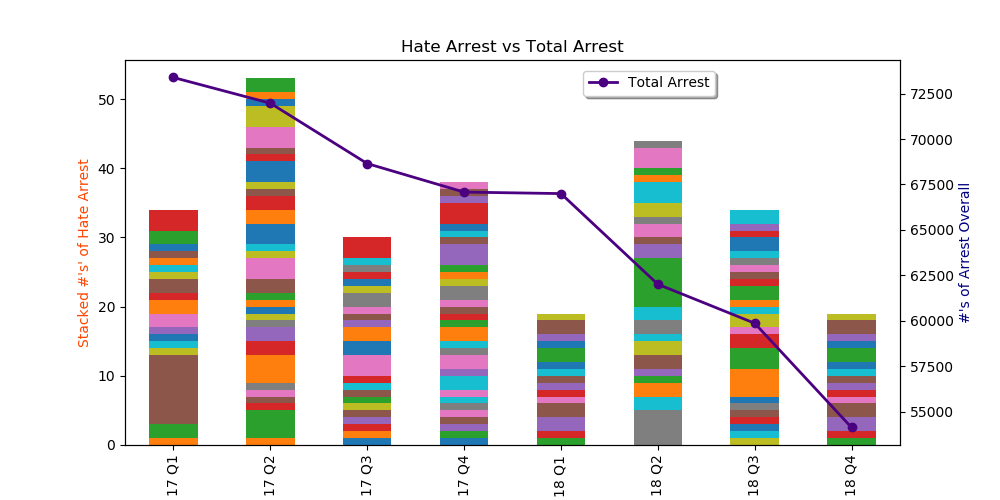 Hate Arrest vs Total Arrest
Total Arrest
Stacked #'s' of Hate Arrest
50
40
30
20
10
0
72500
70000
67500
65000
62500
60000
57500
55000
#'s of Arrest Overall
17 Q1
17 Q2
17 Q3
17 Q4
18 Q1
18 Q2
18 Q3
18 Q4